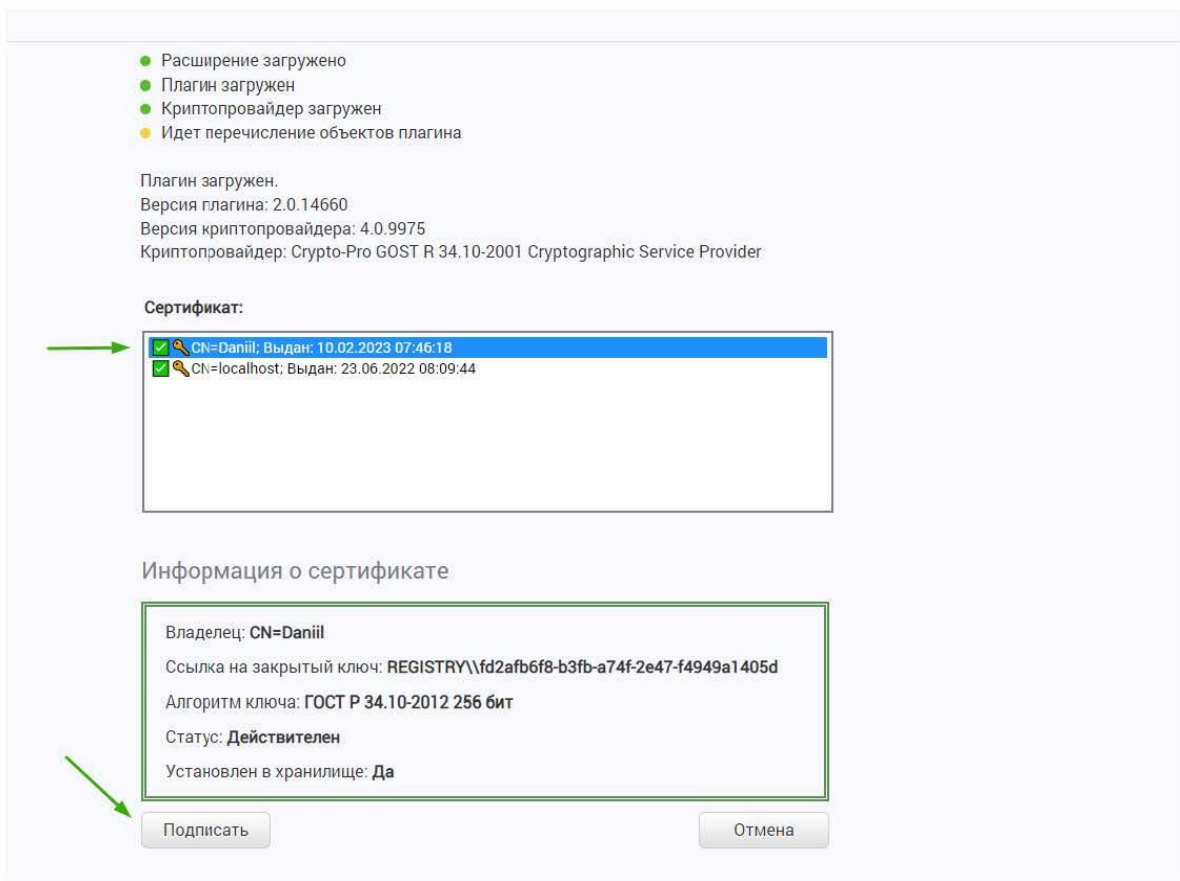 Расширение загружено
Плагин загружен
Криптопровайдер загружен
Идет перечисление объектов плагина
Плагин загружен.
Версия глагина: 2.0.14660
Версия криптопровайдера: 4.0.9975
Криптопровайдер: Crypto-Pro GOST R 34.10-2001 Cryptographic Service Provider
Сертификат:
CN=Daniil; Выдан: 10.02.2023 07:46:18
CN=localhost; Выдан: 23.06.2022 08:09:44
Информация о сертификате
Владелец: CN=Daniil
Ссылка на закрытый ключ: REGISTRY\\fd2afb6f8-b3fb-a74f-2e47-f4949a1405d
Алгоритм ключа: ГОСТ Р 34.10-2012 256 бит
Статус: Действителен
Установлен в хранилище: Да
Подписать Отмена